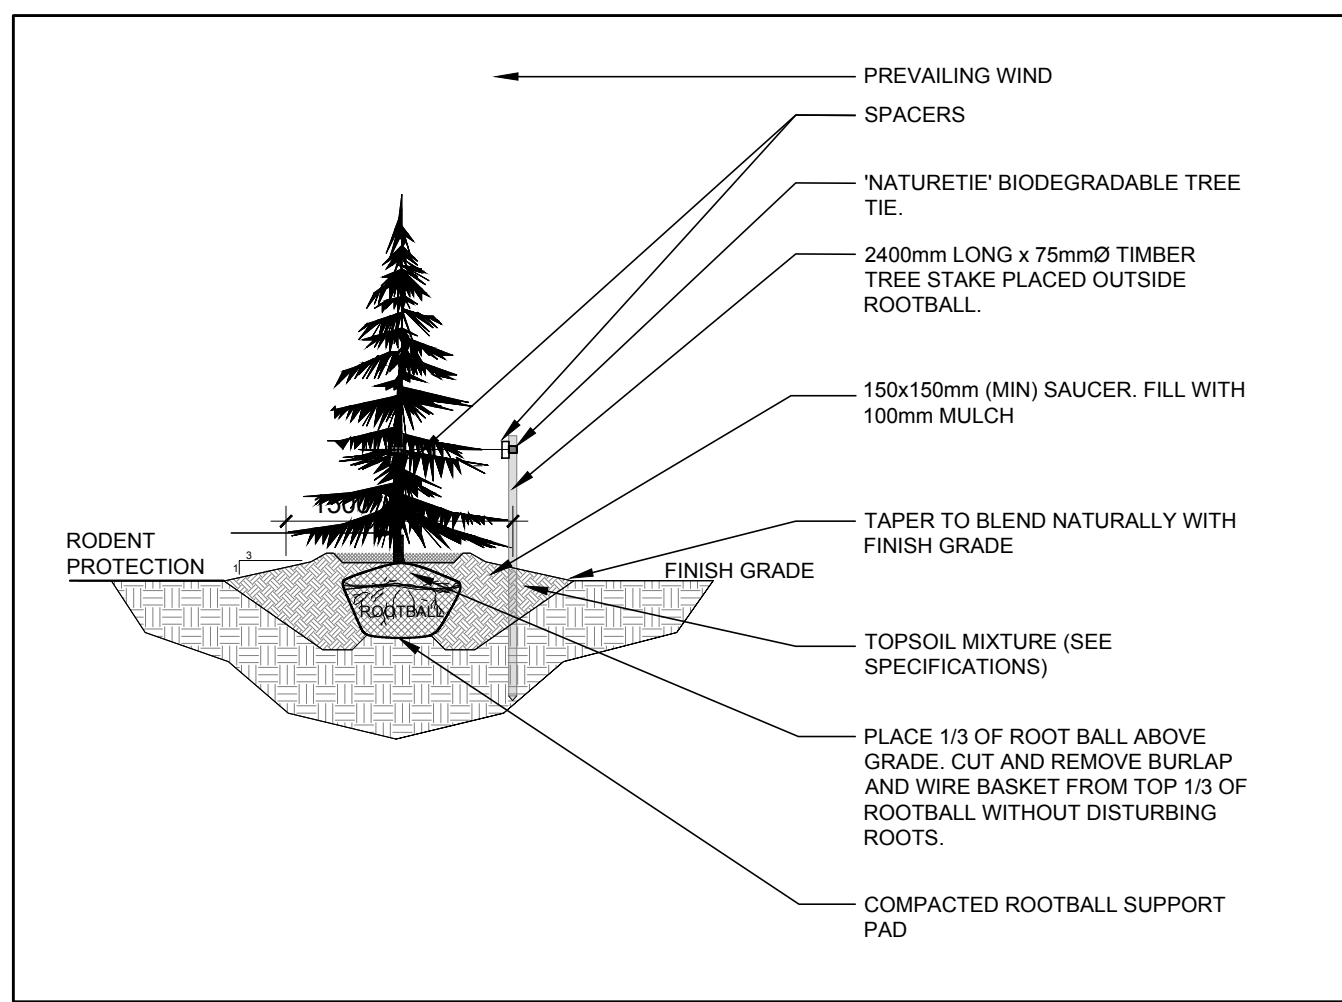 PREVAILING WIND
SPACERS
'NATURETIE' BIODEGRADABLE TREE
TIE.
2400mm LONG x 75mmØ TIMBER
TREE STAKE PLACED OUTSIDE
ROOTBALL.
150x150mm (MIN) SAUCER. FILL WITH
100mm MULCH
1500
TAPER TO BLEND NATURALLY WITH
FINISH GRADE
RODENT
PROTECTION
3
1
FINISH GRADE
ROOTBALL
TOPSOIL MIXTURE (SEE
SPECIFICATIONS)
PLACE 1/3 OF ROOT BALL ABOVE
GRADE. CUT AND REMOVE BURLAP
AND WIRE BASKET FROM TOP 1/3 OF
ROOTBALL WITHOUT DISTURBING
ROOTS.
COMPACTED ROOTBALL SUPPORT
PAD